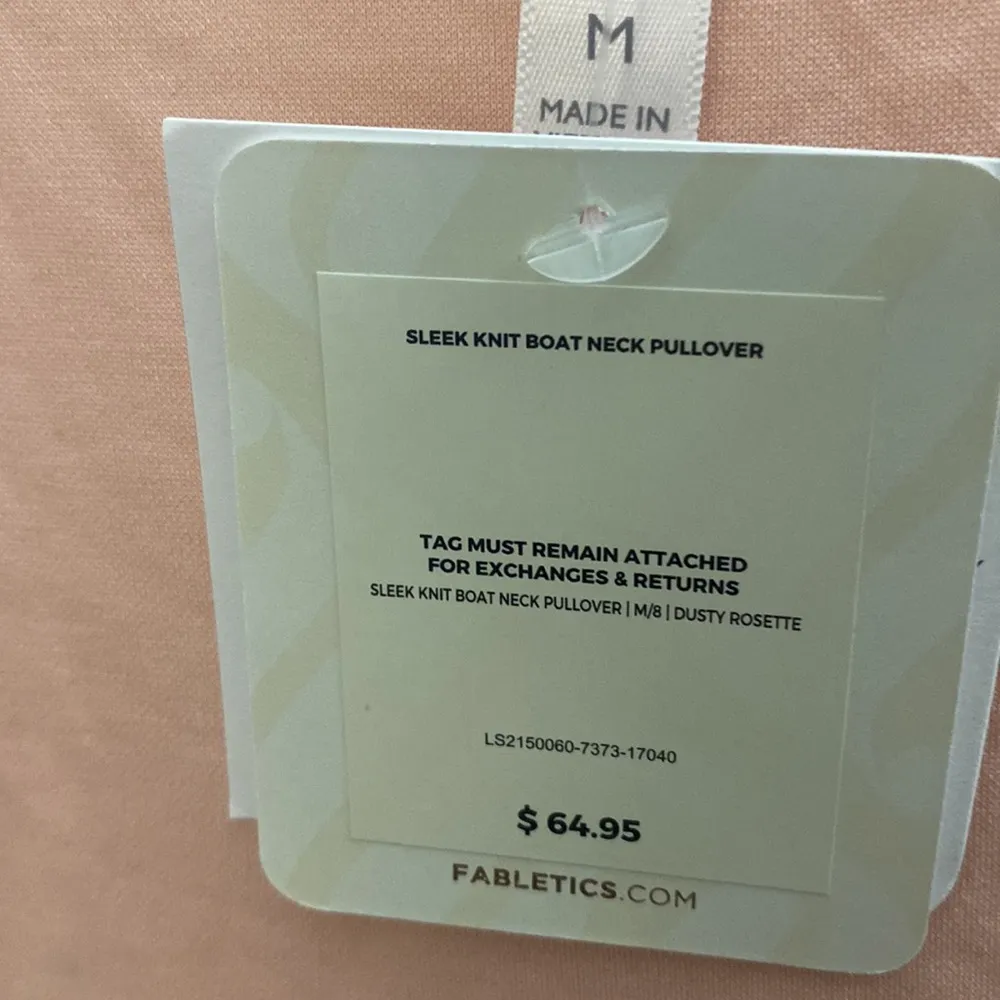 M
MADE IN
SLEEK KNIT BOAT NECK PULLOVER
TAG MUST REMAIN ATTACHED
FOR EXCHANGES & RETURNS
SLEEK KNIT BOAT NECK PULLOVER | M/8 | DUSTY ROSETTE
LS2150060-7373-17040
$ 64.95
FABLETICS.COM